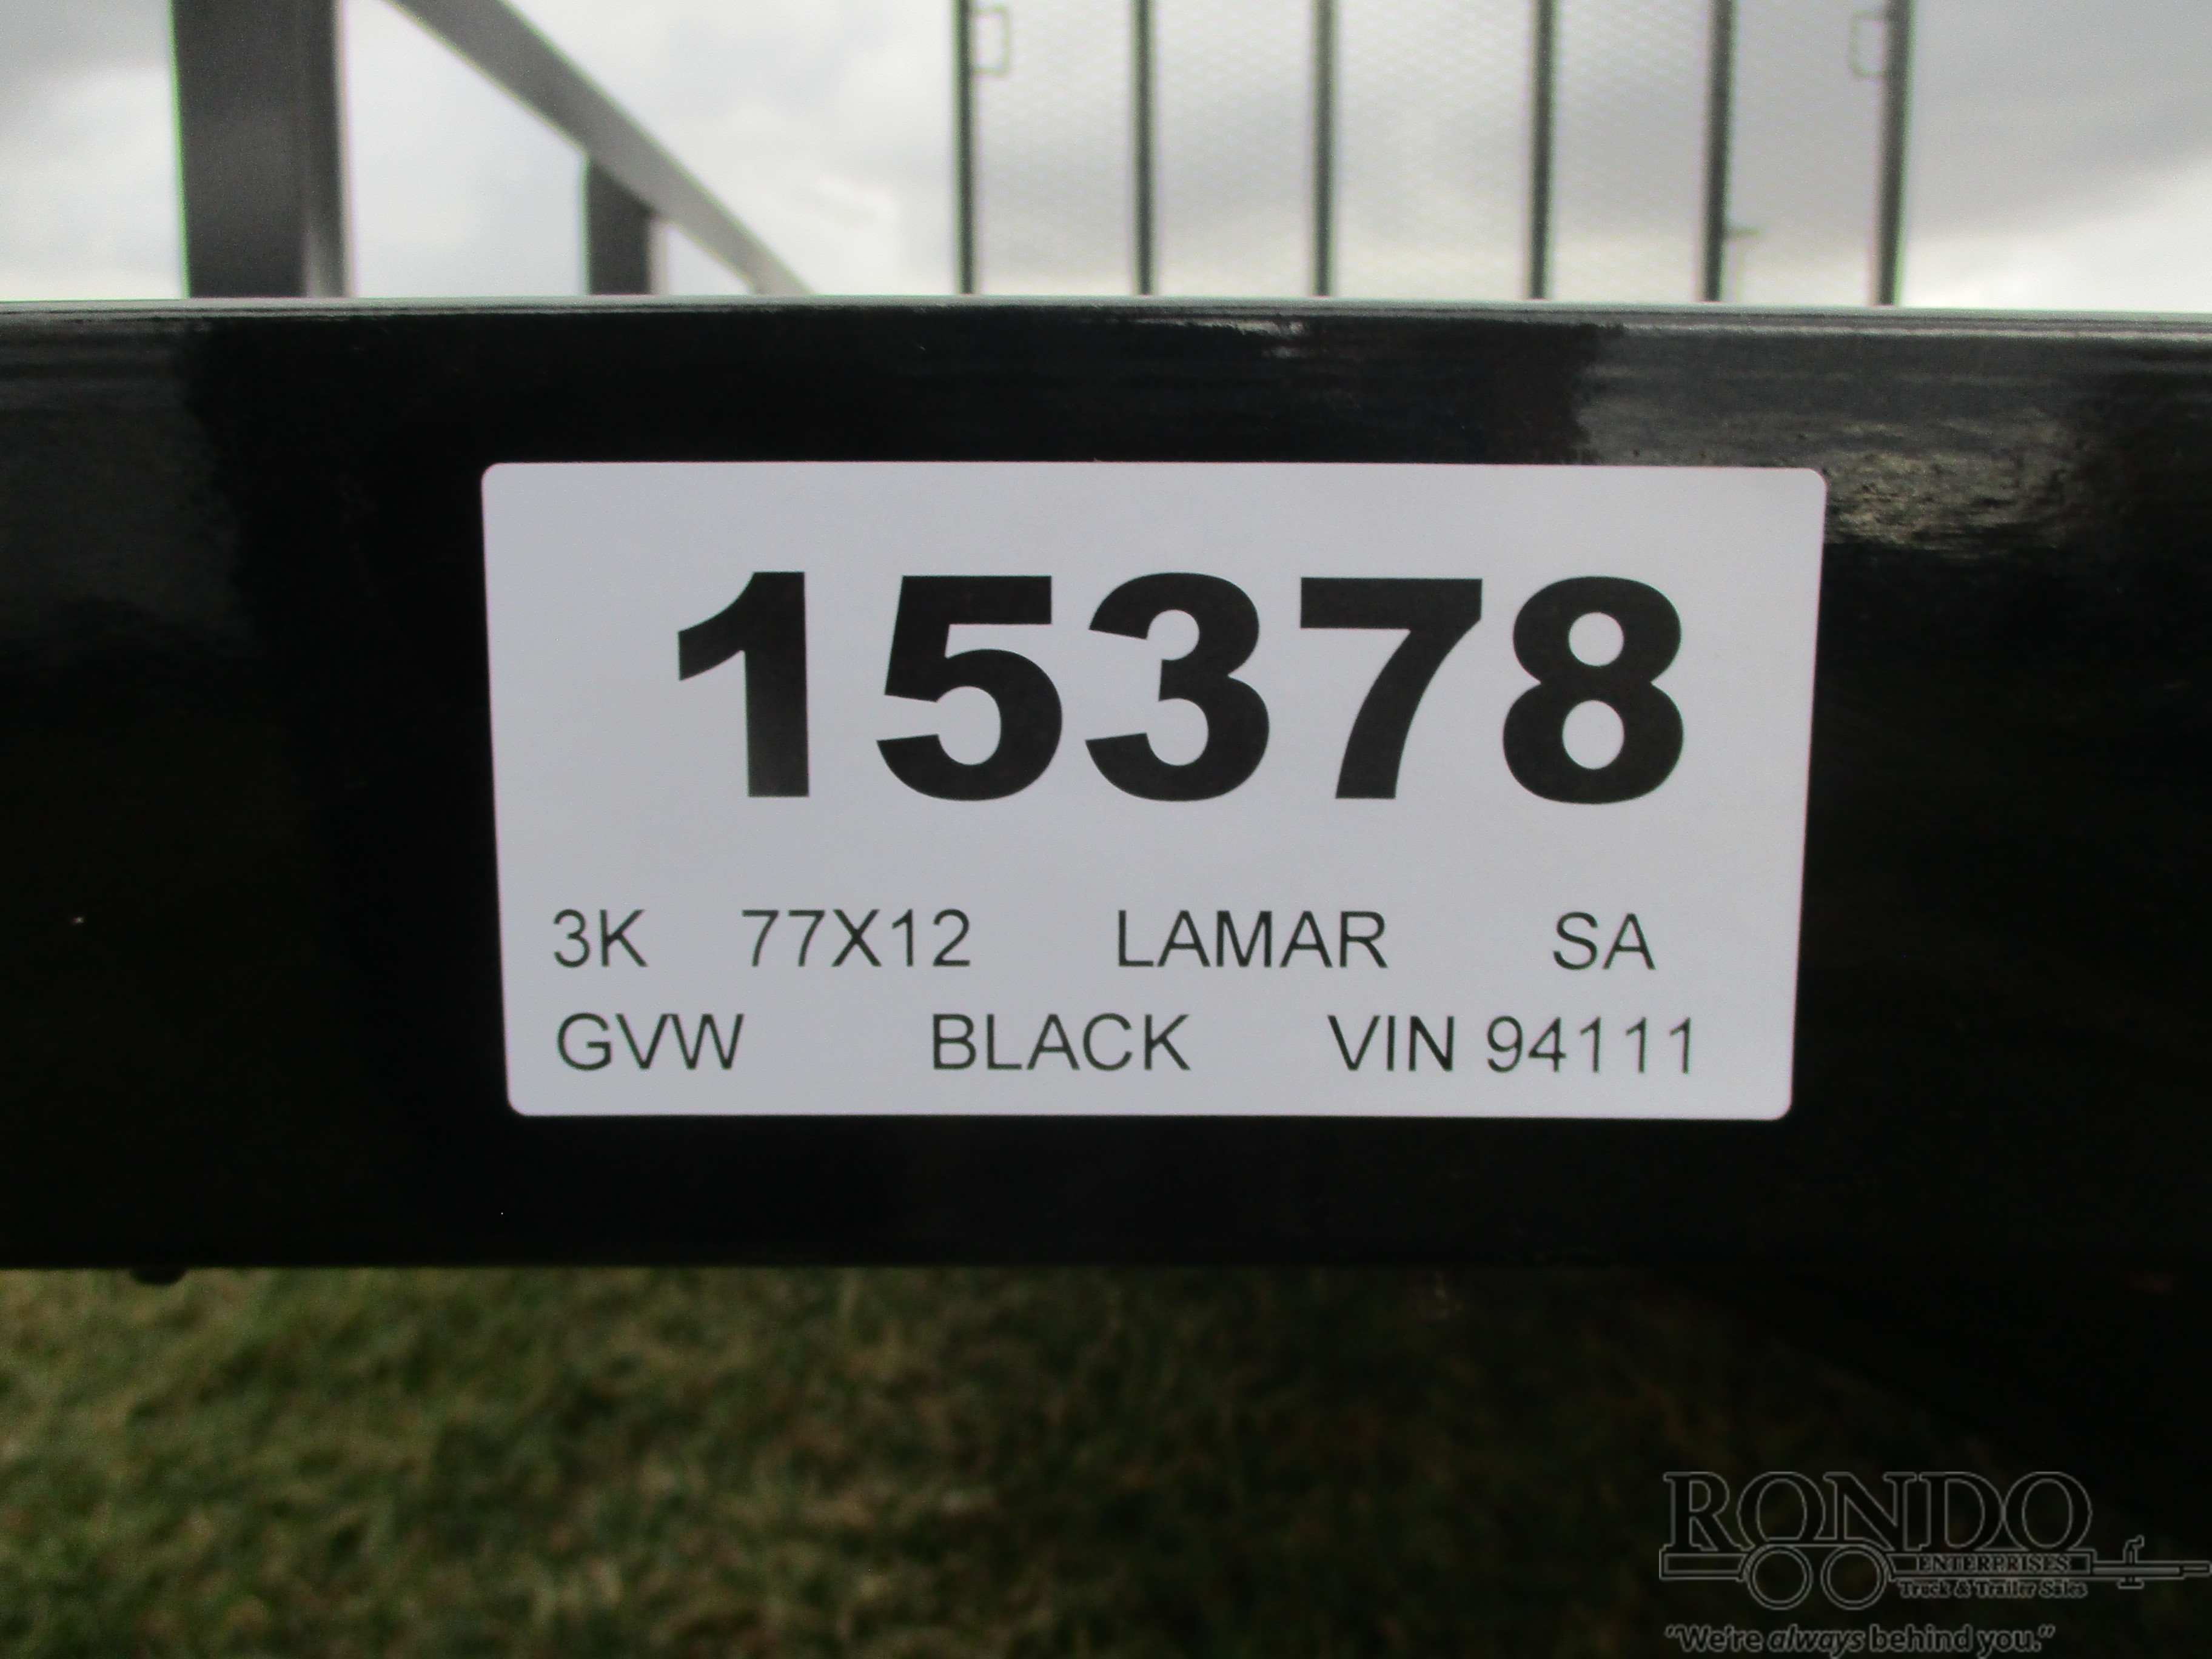 15378
3K 77X12 LAMAR SA
GVW BLACK VIN 94111
RONDO
ENTERPRISES
Truck & Trailer Sales
"We're always behind you."